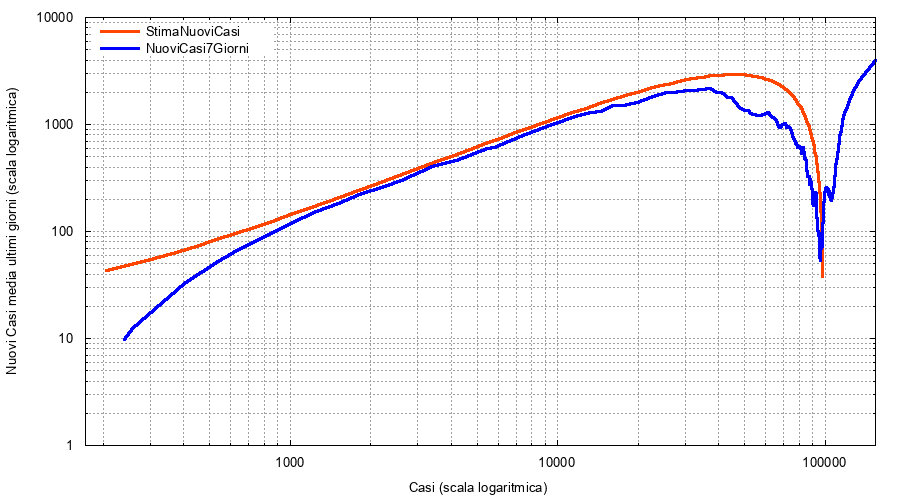 10000
StimaNuoviCasi
NuoviCasi7Giorni
1000
100
10
1
Nuovi Casi media ultimi giorni (scala logaritmica)
1000
10000
100000
Casi (scala logaritmica)